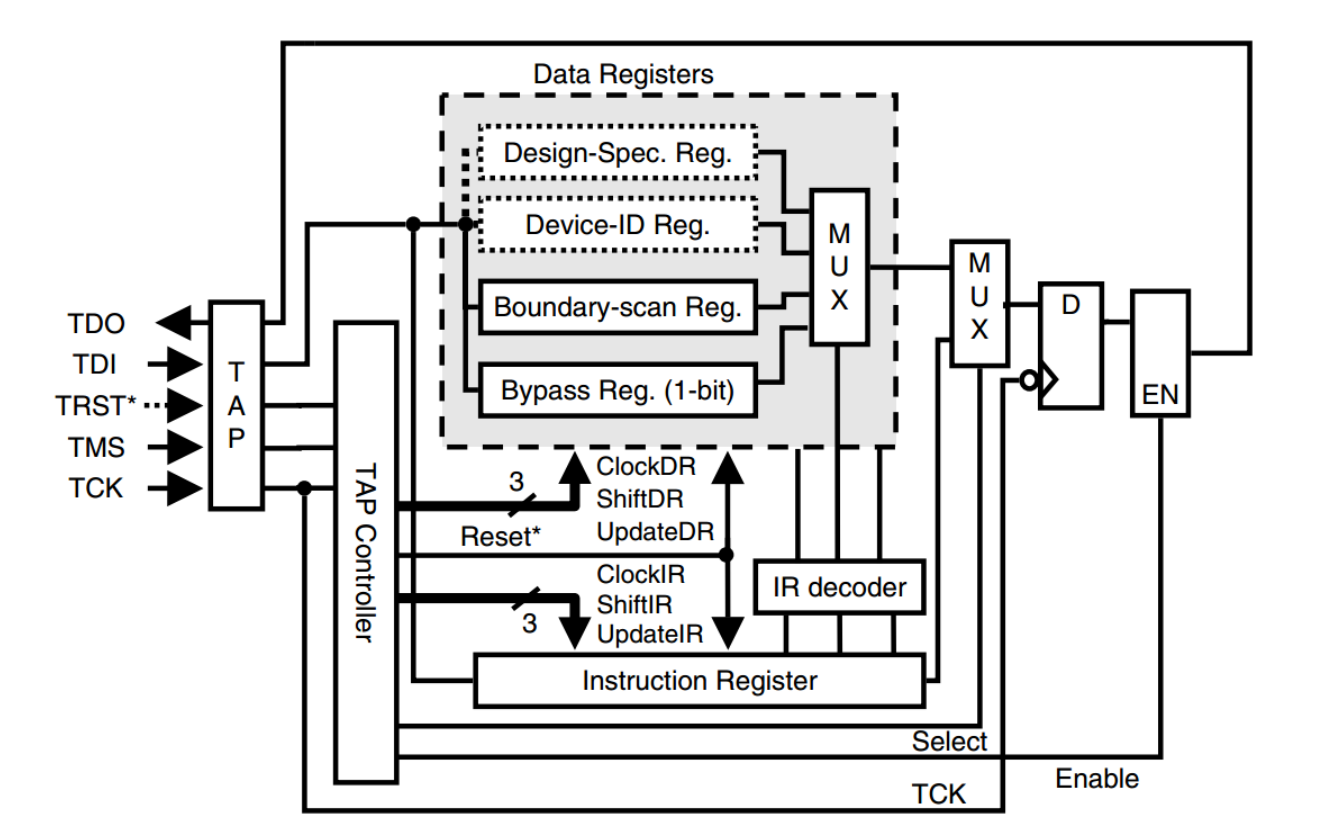 Data Registers
Design-Spec. Reg.
Device-ID Reg.
Boundary-scan Reg.
Bypass Reg. (1-bit)
M
U
X
M
U
X
D
EN
TDO
TDI
TRST*
TMS
TCK
T
A
P
TAP Controller
3
ClockDR
ShiftDR
UpdateDR
Reset*
ClockIR
ShiftIR
UpdateIR
3
IR decoder
Instruction Register
Select
Enable
TCK